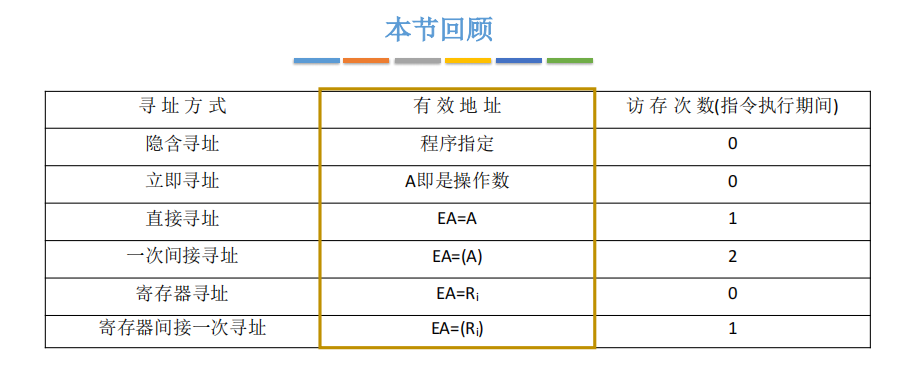 本节回顾
寻址方式 有效地址 访存次数(指令执行期间)
隐含寻址 程序指定 0
立即寻址 A即是操作数 0
直接寻址 EA=A 1
一次间接寻址 EA=(A) 2
寄存器寻址 EA=Ri 0
寄存器间接一次寻址 EA=(Ri) 1